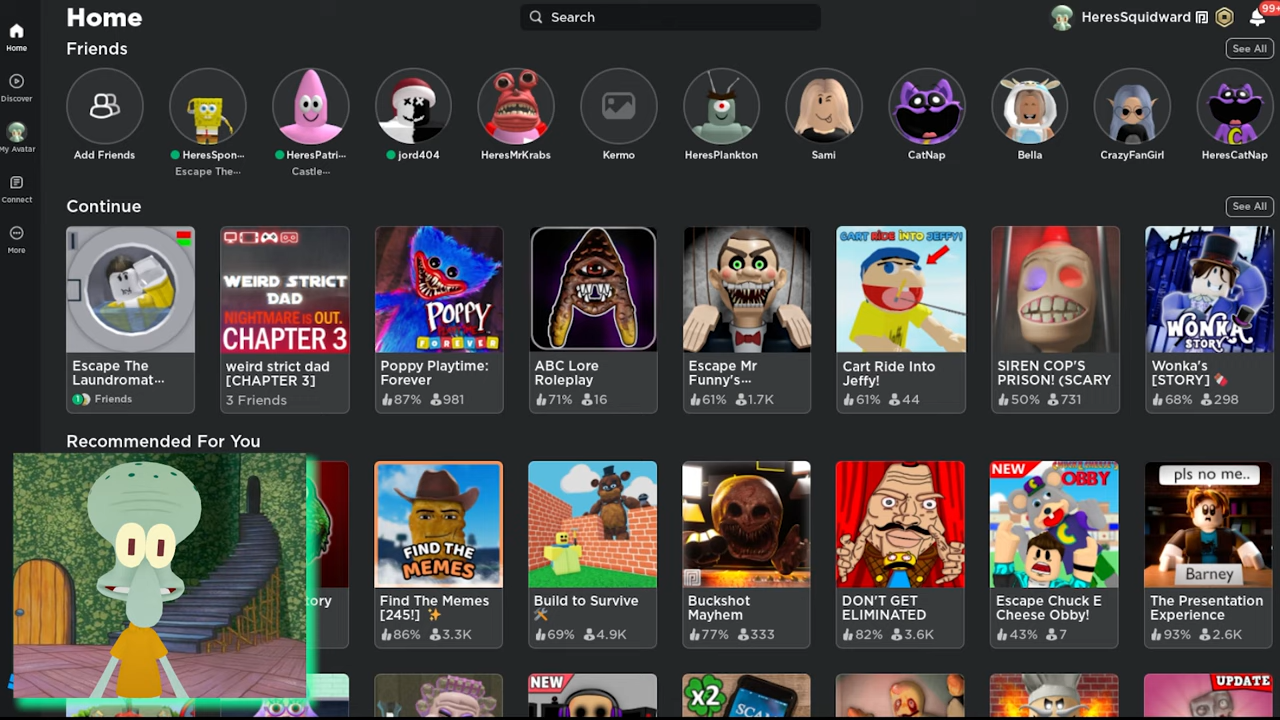 Home
Search
HeresSquidward
99+
Friends
See All
Home
Discover
My Avatar
Connect
More
Add Friends
HeresSpon...
HeresPatri...
jord404
HeresMrKrabs
Kermo
HeresPlankton
Sami
CatNap
Bella
CrazyFanGirl
HeresCatNap
Escape The...
Castle...
Continue
See All
WEIRD STRICT
DAD
NIGHTMARE IS OUT.
CHAPTER 3
POPPY
PLAYTIME
FOREVER
CART RIDE INTO JEFFY!
WONKA
STORY
Escape The
Laundromat...
Friends
weird strict dad
[CHAPTER 3]
3 Friends
Poppy Playtime:
Forever
87% 981
ABC Lore
Roleplay
71% 16
Escape Mr
Funny's...
61% 1.7K
Cart Ride Into
Jeffy!
61% 44
SIREN COP'S
PRISON! (SCARY
50% 731
Wonka's
[STORY] 🍫
68% 298
Recommended For You
FIND THE
MEMES
NEW
OBBY
pls no me..
Barney
ory
Find The Memes
[245!] ✨
86% 3.3K
Build to Survive
🛠️
69% 4.9K
Buckshot
Mayhem
77% 333
DON'T GET
ELIMINATED
82% 3.6K
Escape Chuck E
Cheese Obby!
43% 7
The Presentation
Experience
93% 2.6K
NEW
x2
UPDATE